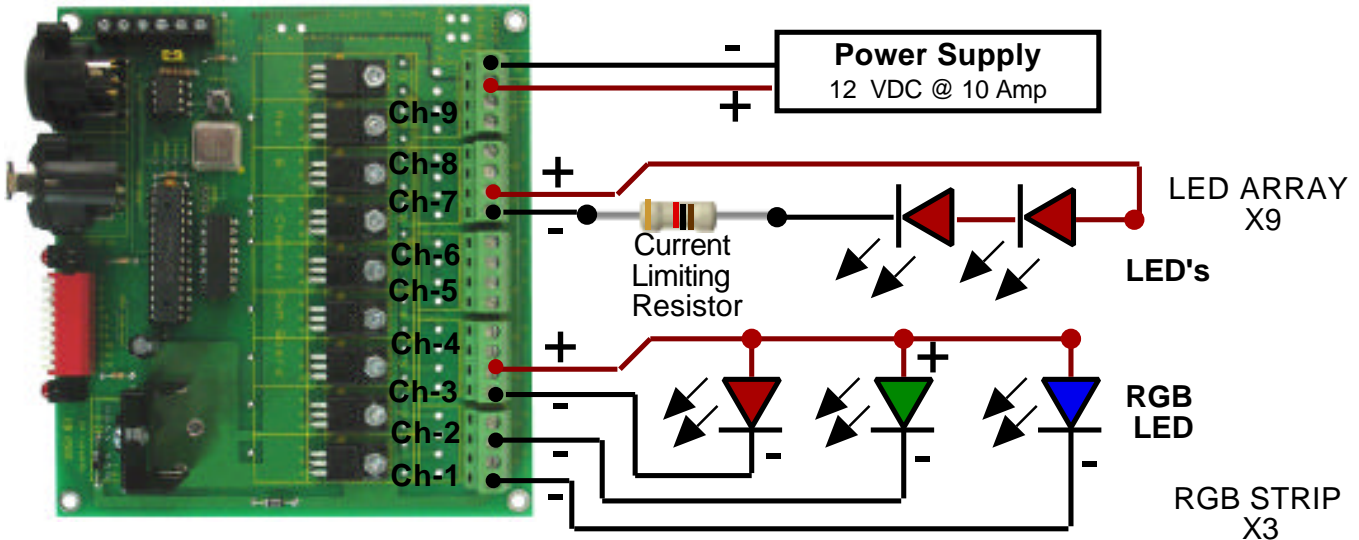 Power Supply
12 VDC @ 10 Amp
-
+
Ch-9
Ch-8
Ch-7
Ch-6
Ch-5
Ch-4
Ch-3
Ch-2
Ch-1
+
-
Current
Limiting
Resistor
LED'S
LED ARRAY
X9
+
-
-
-
+
-
-
-
RGB
LED
RGB STRIP
X3